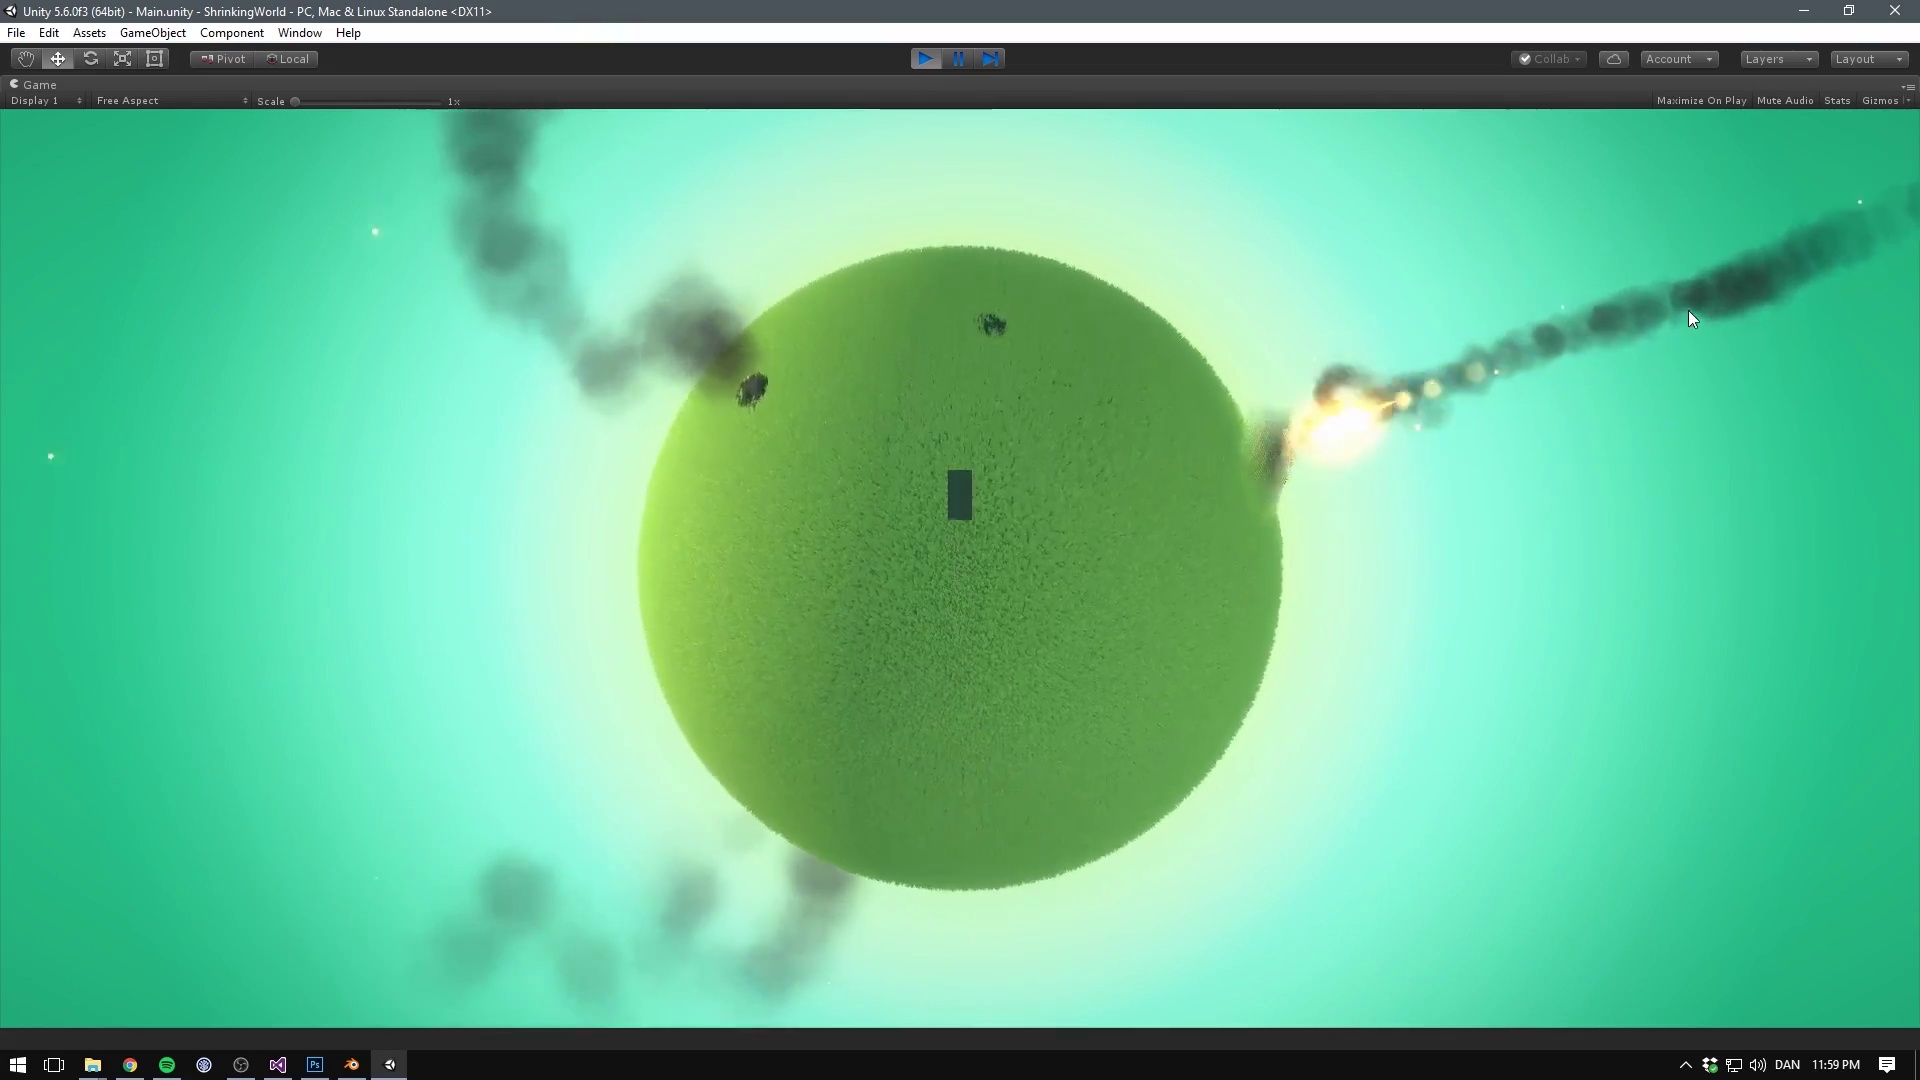 Unity 5.6.0f3 (64bit) - Main.unity - ShrinkingWorld - PC, Mac & Linux Standalone <DX11>
File Edit Assets GameObject Component Window Help
Pivot Local Collab Account Layers Layout
Game
Display 1 Free Aspect Scale 1x Maximize On Play Mute Audio Stats Gizmos
Ps DAN 11:59 PM